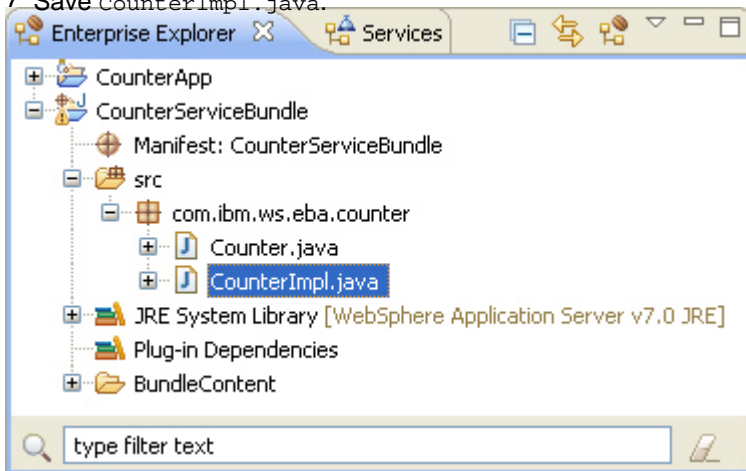 7 Save CounterImpl.java.
Enterprise Explorer Services
CounterApp
CounterServiceBundle
Manifest: CounterServiceBundle
src
com.ibm.ws.eba.counter
Counter.java
CounterImpl.java
JRE System Library [WebSphere Application Server v7.0 JRE]
Plug-in Dependencies
BundleContent
type filter text